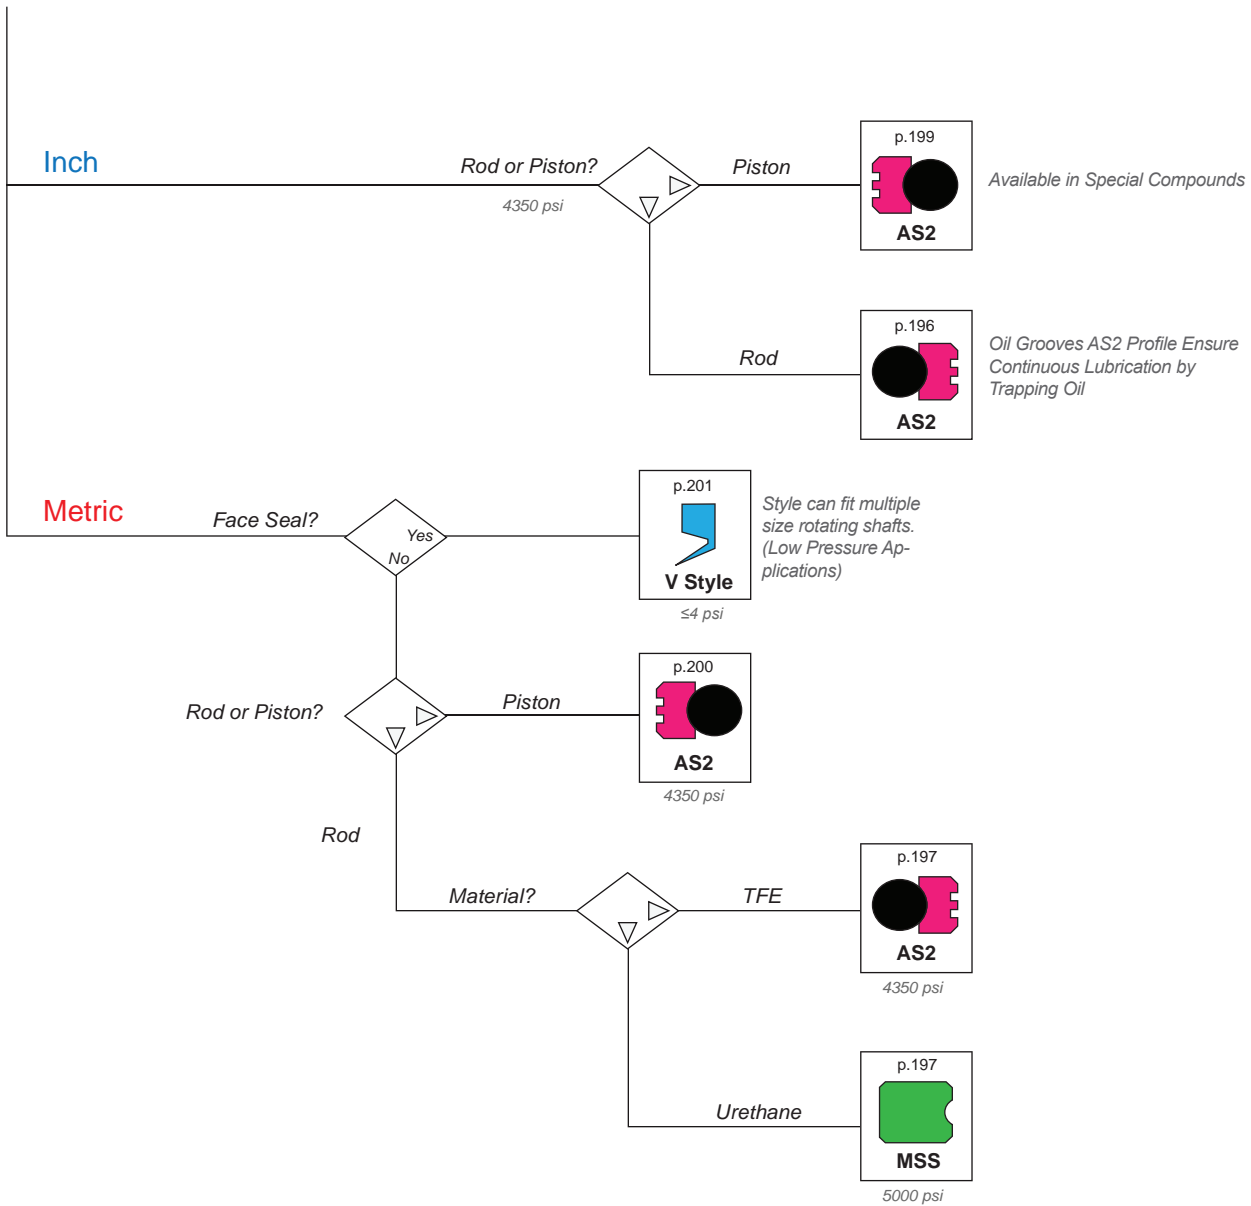 Inch
Rod or Piston?
4350 psi
Piston
p.199
AS2
Available in Special Compounds
Rod
p.196
AS2
Oil Grooves AS2 Profile Ensure
Continuous Lubrication by
Trapping Oil
Metric
Face Seal?
Yes
No
p.201
V Style
≤4 psi
Style can fit multiple
size rotating shafts.
(Low Pressure Ap-
plications)
Rod or Piston?
Piston
p.200
AS2
4350 psi
Rod
Material?
TFE
p.197
AS2
4350 psi
Urethane
p.197
MSS
5000 psi